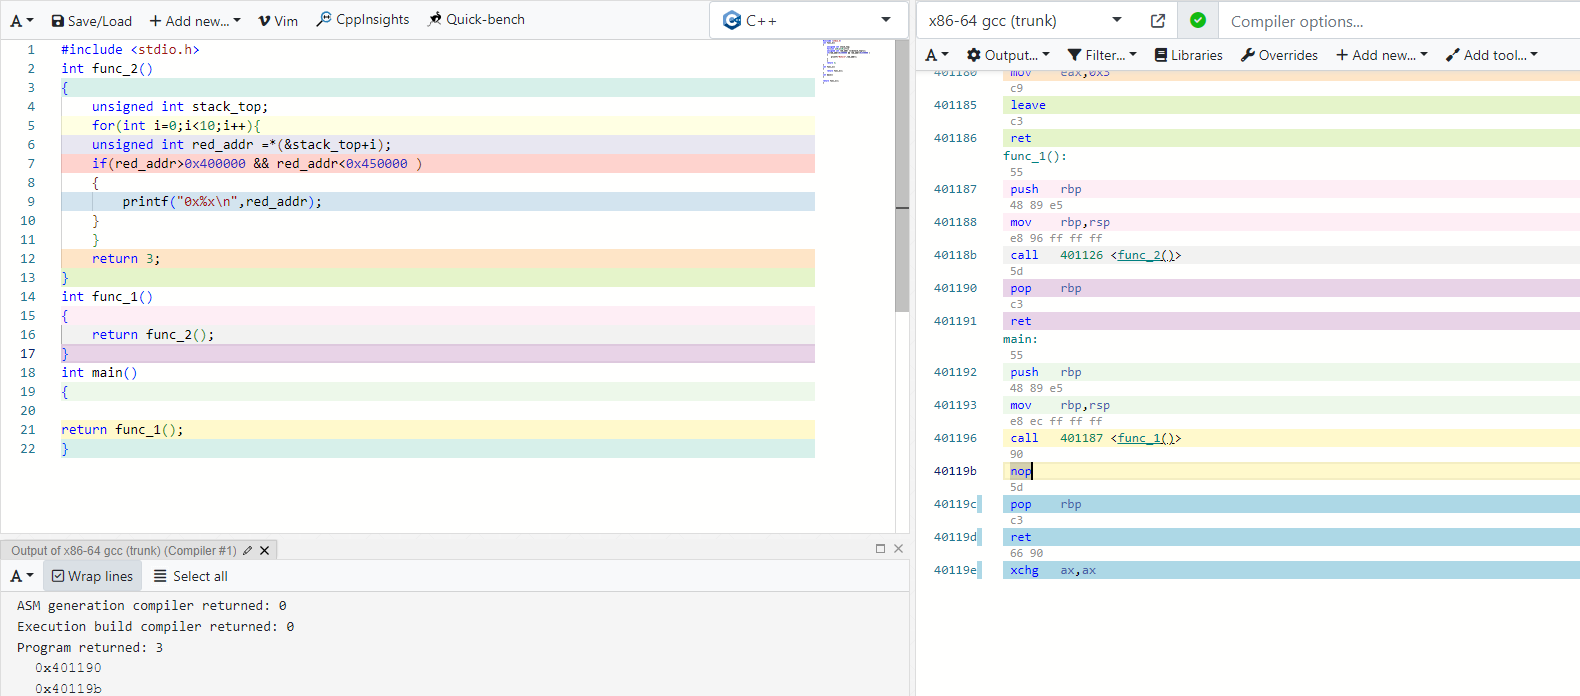 A Save/Load + Add new... Vim CppInsights Quick-bench
C++
1 #include <stdio.h>
2 int func_2()
3 {
4 unsigned int stack_top;
5 for(int i=0;i<10;i++){
6 unsigned int red_addr =*(&stack_top+i);
7 if(red_addr>0x400000 && red_addr<0x450000 )
8 {
9 printf("0x%x\n",red_addr);
10 }
11 }
12 return 3;
13 }
14 int func_1()
15 {
16 return func_2();
17 }
18 int main()
19 {
20
21 return func_1();
22 }
Output of x86-64 gcc (trunk) (Compiler #1)
A Wrap lines Select all
ASM generation compiler returned: 0
Execution build compiler returned: 0
Program returned: 3
0x401190
0x40119b
x86-64 gcc (trunk)
Compiler options...
A Output... Filter... Libraries Overrides + Add new... Add tool...
401180 mov eax,0x3
c9
401185 leave
c3
401186 ret
func_1():
55
401187 push rbp
48 89 e5
401188 mov rbp,rsp
e8 96 ff ff ff
40118b call 401126 <func_2()>
5d
401190 pop rbp
c3
401191 ret
main:
55
401192 push rbp
48 89 e5
401193 mov rbp,rsp
e8 ec ff ff ff
401196 call 401187 <func_1()>
90
40119b nop
5d
40119c pop rbp
c3
40119d ret
66 90
40119e xchg ax,ax